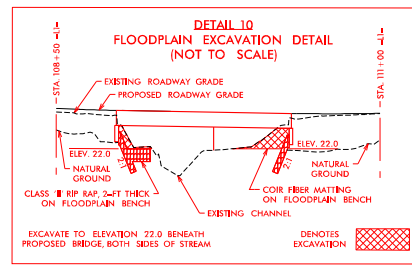 DETAIL 10
FLOODPLAIN EXCAVATION DETAIL
(NOT TO SCALE)
STA. 108+50 -L1-
STA. 111+00 -L1-
EXISTING ROADWAY GRADE
PROPOSED ROADWAY GRADE
ELEV. 22.0
ELEV. 22.0
2:1
2:1
NATURAL
GROUND
NATURAL
GROUND
CLASS 'II' RIP RAP, 2-FT THICK
ON FLOODPLAIN BENCH
COIR FIBER MATTING
ON FLOODPLAIN BENCH
EXISTING CHANNEL
EXCAVATE TO ELEVATION 22.0 BENEATH
PROPOSED BRIDGE, BOTH SIDES OF STREAM
DENOTES
EXCAVATION